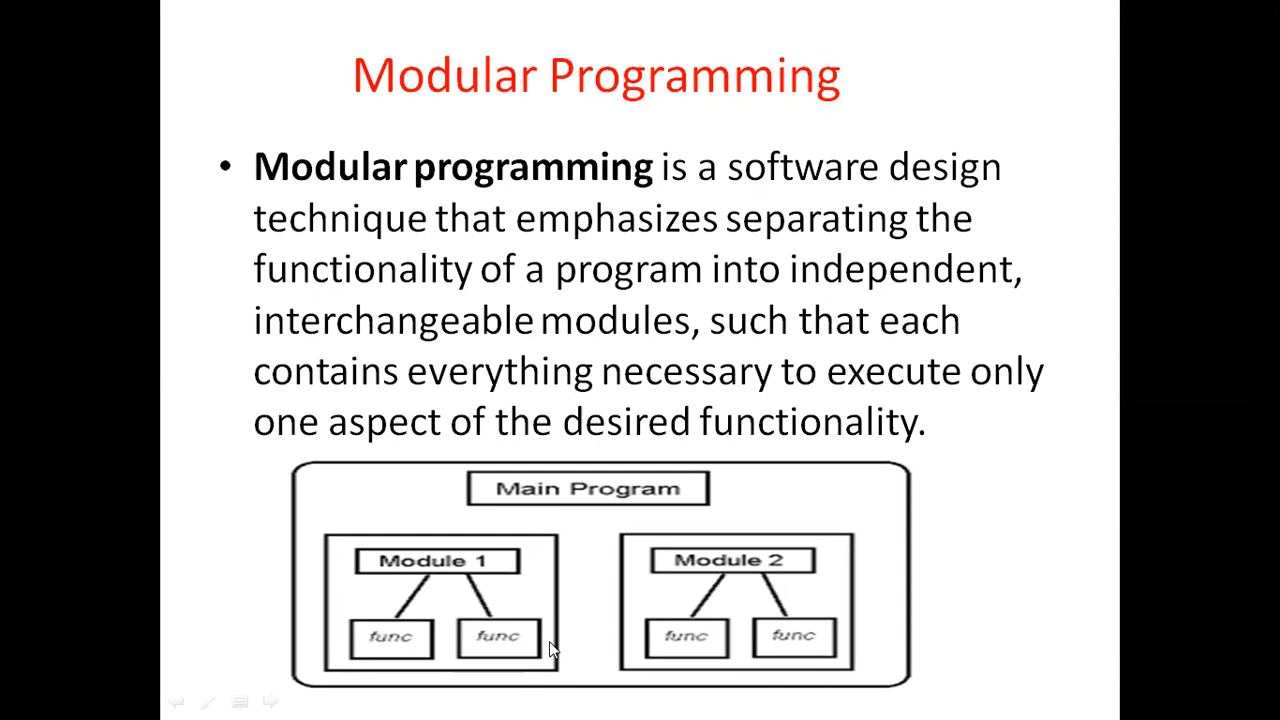 Modular Programming
• Modular programming is a software design
technique that emphasizes separating the
functionality of a program into independent,
interchangeable modules, such that each
contains everything necessary to execute only
one aspect of the desired functionality.
Main Program
Module 1 Module 2
func func func func